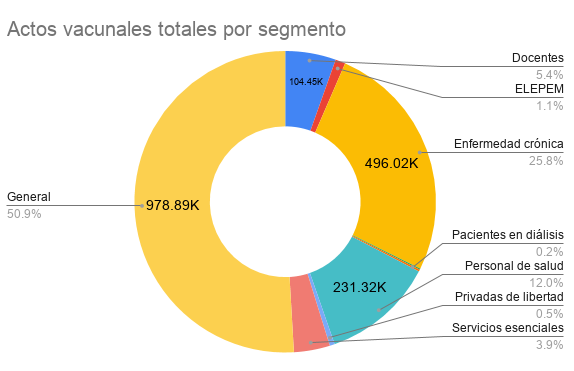 Actos vacunales totales por segmento
Docentes
5.4%
104.45K
ELEPEM
1.1%
Enfermedad crónica
25.8%
496.02K
General
50.9%
978.89K
Pacientes en diálisis
0.2%
Personal de salud
12.0%
231.32K
Privadas de libertad
0.5%
Servicios esenciales
3.9%